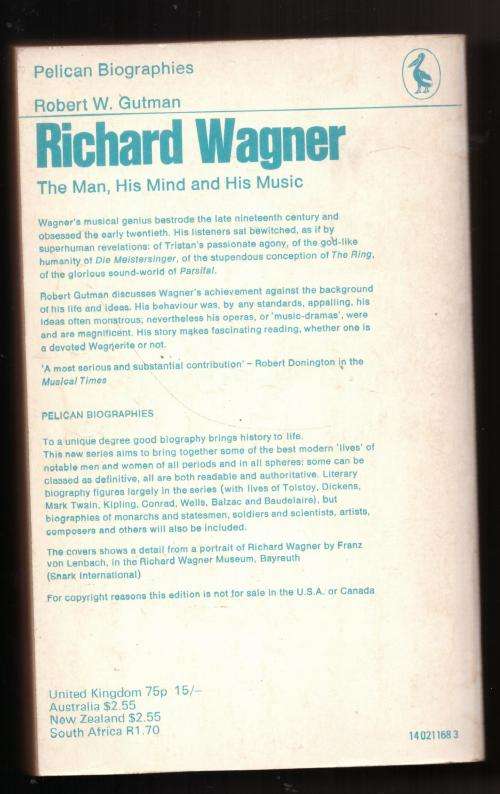 Pelican Biographies
Robert W. Gutman
Richard Wagner
The Man, His Mind and His Music
Wagner's musical genius bestrode the late nineteenth century and
obsessed the early twentieth. His listeners sat bewitched, as if by
superhuman revelations: of Tristan's passionate agony, of the god-like
humanity of Die Meistersinger, of the stupendous conception of The Ring,
of the glorious sound-world of Parsifal.
Robert Gutman discusses Wagner's achievement against the background
of his life and ideas. His behaviour was, by any standards, appalling, his
ideas often monstrous; nevertheless his operas, or 'music-dramas', were
and are magnificent. His story makes fascinating reading, whether one is
a devoted Wagnerite or not.
'A most serious and substantial contribution' – Robert Donington in the
Musical Times
PELICAN BIOGRAPHIES
To a unique degree good biography brings history to life.
This new series aims to bring together some of the best modern 'lives' of
notable men and women of all periods and in all spheres; some can be
classed as definitive, all are both readable and authoritative. Literary
biography figures largely in the series (with lives of Tolstoy, Dickens,
Mark Twain, Kipling, Conrad, Wells, Balzac and Baudelaire), but
biographies of monarchs and statesmen, soldiers and scientists, artists,
composers and others will also be included.
The covers shows a detail from a portrait of Richard Wagner by Franz
von Lenbach, in the Richard Wagner Museum, Bayreuth
(Snark International)
For copyright reasons this edition is not for sale in the U.S.A. or Canada
United Kingdom 75p 15/–
Australia $2.55
New Zealand $2.55
South Africa R1.70
14 021168 3